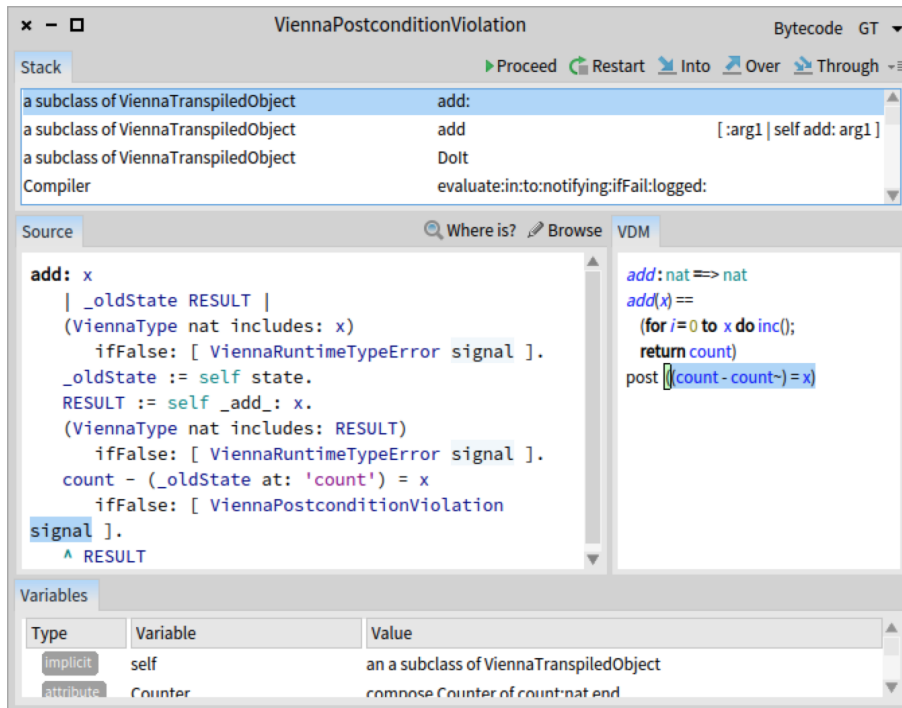 ViennaPostconditionViolation
Bytecode GT
Stack
Proceed Restart Into Over Through
a subclass of ViennaTranspiledObject add:
a subclass of ViennaTranspiledObject add [ :arg1 | self add: arg1 ]
a subclass of ViennaTranspiledObject DoIt
Compiler evaluate:in:to:notifying:ifFail:logged:
Source
Where is? Browse
add: x
| _oldState RESULT |
(ViennaType nat includes: x)
ifFalse: [ ViennaRuntimeTypeError signal ].
_oldState := self state.
RESULT := self _add_: x.
(ViennaType nat includes: RESULT)
ifFalse: [ ViennaRuntimeTypeError signal ].
count - (_oldState at: 'count') = x
ifFalse: [ ViennaPostconditionViolation
signal ].
^ RESULT
VDM
add : nat ==> nat
add(x) ==
(for i = 0 to x do inc();
return count)
post ((count - count~) = x)
Variables
Type Variable Value
implicit self an a subclass of ViennaTranspiledObject
attribute Counter compose Counter of count:nat end